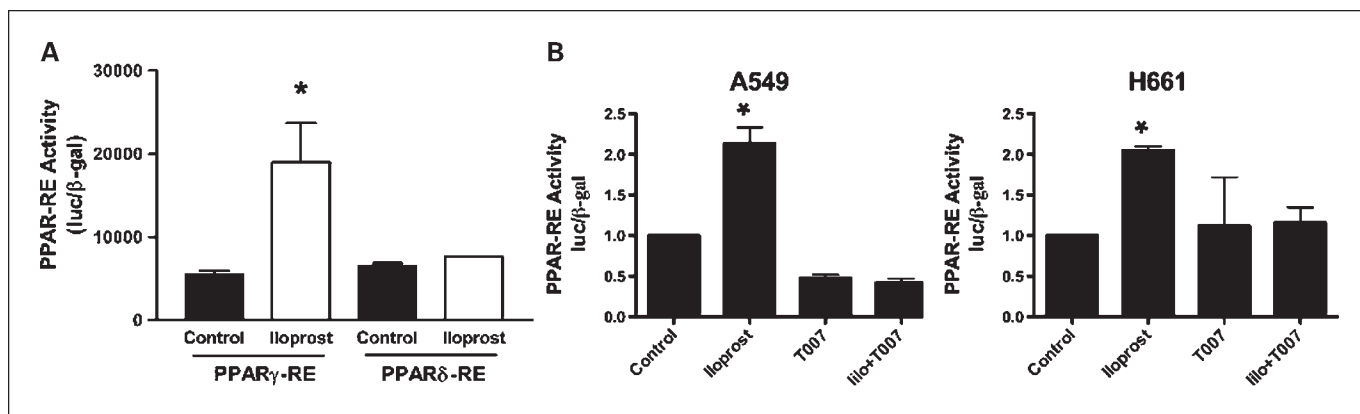 A
PPAR-RE Activity
(luc/β-gal)
30000
20000
10000
0
*
Control Iloprost Control Iloprost
PPARγ-RE PPARδ-RE
B
A549
PPAR-RE Activity
luc/β-gal
2.5
2.0
1.5
1.0
0.5
0.0
*
Control
Iloprost
T007
Iilo+T007
H661
PPAR-RE Activity
luc/β-gal
2.5
2.0
1.5
1.0
0.5
0.0
*
Control
Iloprost
T007
Iilo+T007